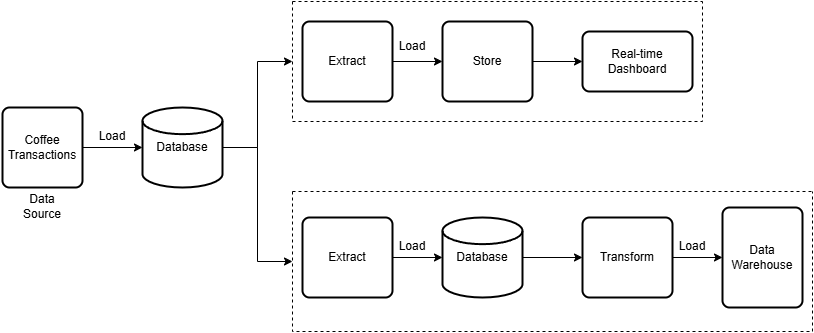 Coffee
Transactions
Data
Source
Load
Database
Extract
Load
Store
Real-time
Dashboard
Extract
Load
Database
Transform
Load
Data
Warehouse